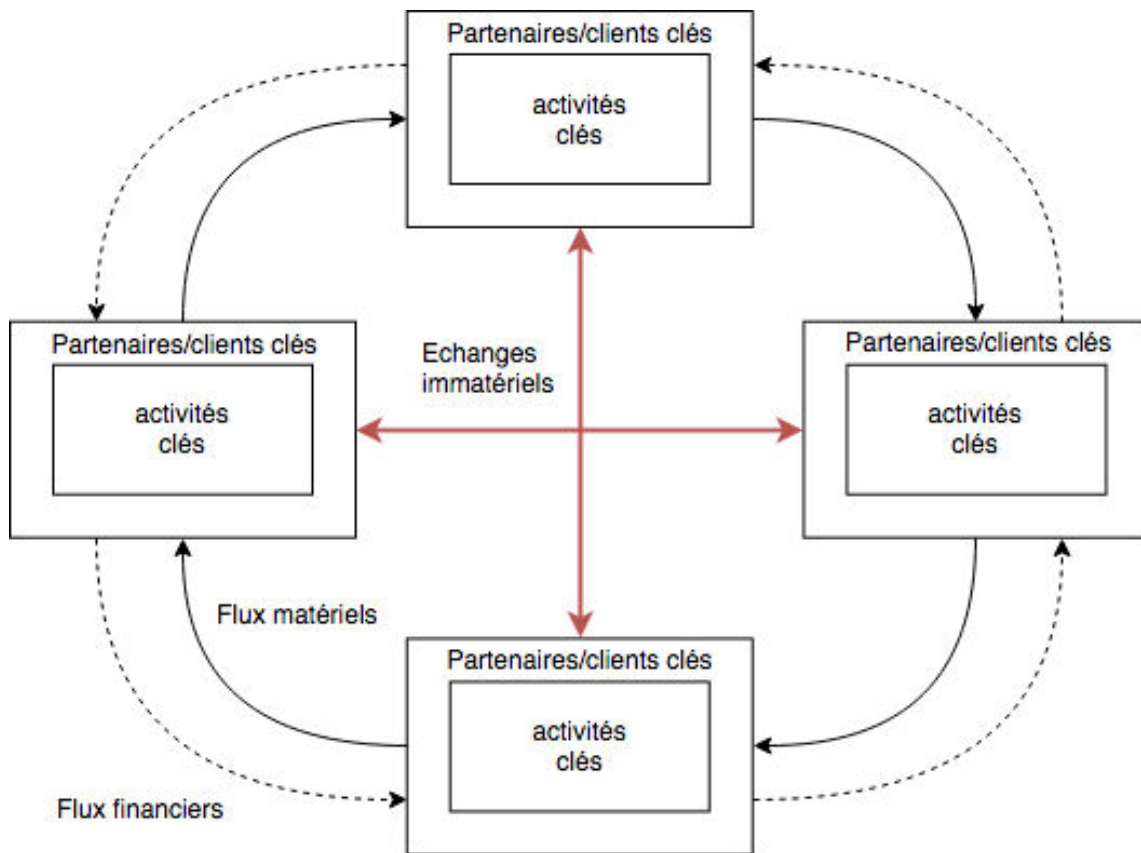 Partenaires/clients clés
activités
clés
Partenaires/clients clés
activités
clés
Echanges
immatériels
Partenaires/clients clés
activités
clés
Flux matériels
Partenaires/clients clés
activités
clés
Flux financiers